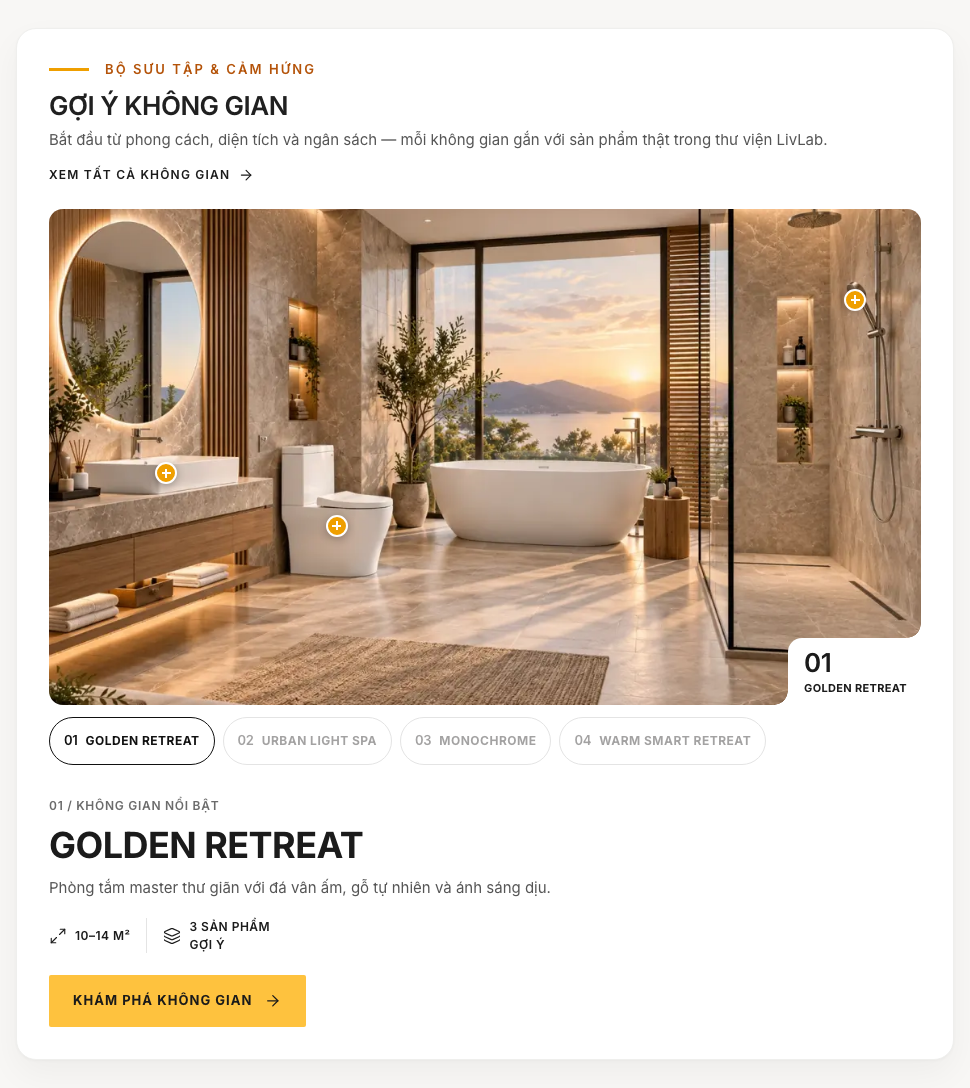 BỘ SƯU TẬP & CẢM HỨNG
GỢI Ý KHÔNG GIAN
Bắt đầu từ phong cách, diện tích và ngân sách — mỗi không gian gắn với sản phẩm thật trong thư viện LivLab.
XEM TẤT CẢ KHÔNG GIAN
01
GOLDEN RETREAT
01 GOLDEN RETREAT
02 URBAN LIGHT SPA
03 MONOCHROME
04 WARM SMART RETREAT
01 / KHÔNG GIAN NỔI BẬT
GOLDEN RETREAT
Phòng tắm master thư giãn với đá vân ấm, gỗ tự nhiên và ánh sáng dịu.
10–14 M²
3 SẢN PHẨM
GỢI Ý
KHÁM PHÁ KHÔNG GIAN